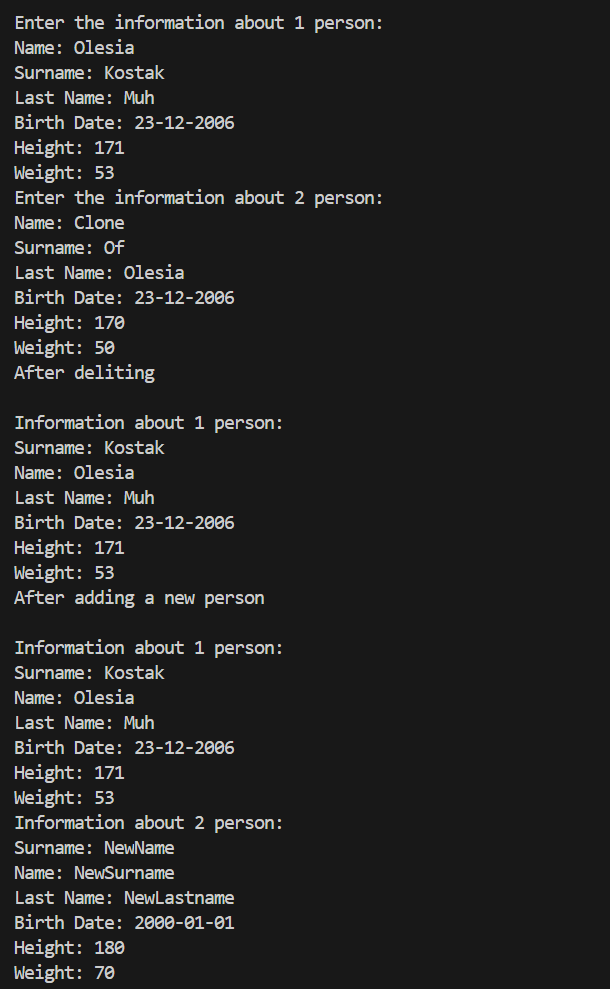 Enter the information about 1 person:
Name: Olesia
Surname: Kostak
Last Name: Muh
Birth Date: 23-12-2006
Height: 171
Weight: 53
Enter the information about 2 person:
Name: Clone
Surname: Of
Last Name: Olesia
Birth Date: 23-12-2006
Height: 170
Weight: 50
After deliting

Information about 1 person:
Surname: Kostak
Name: Olesia
Last Name: Muh
Birth Date: 23-12-2006
Height: 171
Weight: 53
After adding a new person

Information about 1 person:
Surname: Kostak
Name: Olesia
Last Name: Muh
Birth Date: 23-12-2006
Height: 171
Weight: 53
Information about 2 person:
Surname: NewName
Name: NewSurname
Last Name: NewLastname
Birth Date: 2000-01-01
Height: 180
Weight: 70